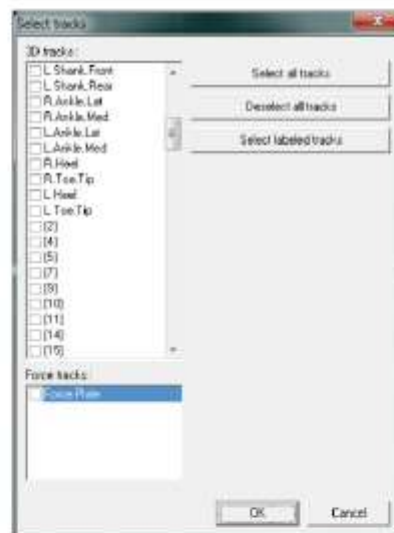 Select tracks
3D tracks:
L.Shank.Front
L.Shank.Rear
R.Ankle.Lat
R.Ankle.Med
L.Ankle.Lat
L.Ankle.Med
R.Heel
R.Toe.Tip
L.Heel
L.Toe.Tip
(2)
(4)
(5)
(7)
(9)
(10)
(11)
(14)
(15)
Select all tracks
Deselect all tracks
Select labeled tracks
Force tracks:
Force Plate
OK
Cancel